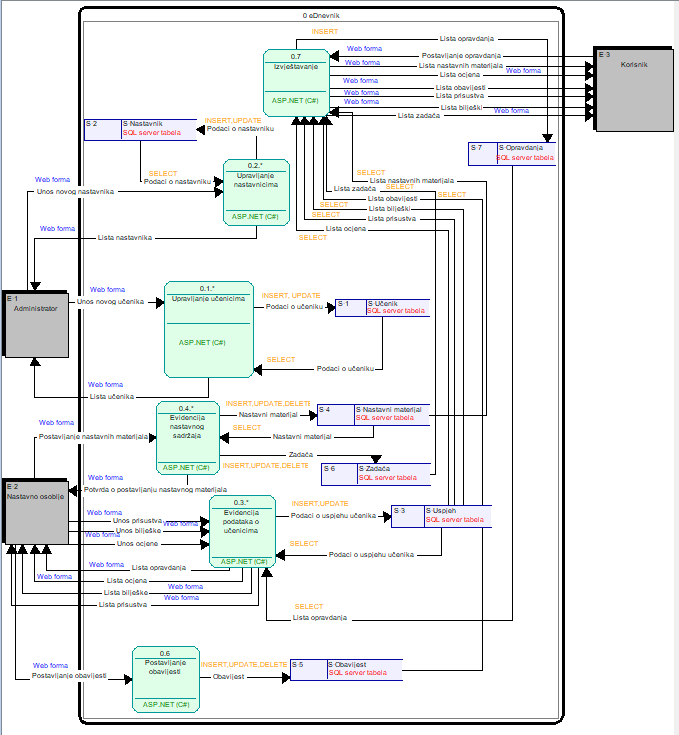 0 eDnevnik
INSERT
Lista opravdanja
E 3
Korisnik
0.7
Izvještavanje
ASP.NET (C#)
Web forma
Postavljanje opravdanja
Web forma
Lista nastavnih materijala
Lista ocjena
Web forma
Web forma
Lista obavijesti
Web forma
Lista prisustva
Web forma
Lista bilješki
Web forma
Lista zadaća
S 2
S Nastavnik
SQL server tabela
INSERT,UPDATE
Podaci o nastavniku
S 7
S Opravdanja
SQL server tabela
0.2.*
Upravljanje
nastavnicima
ASP.NET (C#)
SELECT
Podaci o nastavniku
Web forma
Unos novog nastavnika
Web forma
Lista nastavnika
SELECT
Lista nastavnih materijala
SELECT
Lista zadaća
SELECT
Lista obavijesti
SELECT
Lista bilješki
SELECT
Lista prisustva
Lista ocjena
SELECT
E 1
Administrator
0.1.*
Upravljanje učenicima
ASP.NET (C#)
Web forma
Unos novog učenika
INSERT, UPDATE
Podaci o učeniku
S 1
S Učenik
SQL server tabela
SELECT
Podaci o učeniku
Web forma
Lista učenika
0.4.*
Evidencija
nastavnog
sadržaja
ASP.NET (C#)
INSERT,UPDATE,DELETE
Nastavni materijal
S 4
S Nastavni materijal
SQL server tabela
SELECT
Nastavni materijal
Web forma
Postavljanje nastavnih materijala
Zadaća
INSERT,UPDATE,DELETE
S 6
S Zadaća
SQL server tabela
E 2
Nastavno osoblje
Web forma
Potvrda o postavljanju nastavnog materijala
0.3.*
Evidencija
podataka o
učenicima
ASP.NET (C#)
INSERT,UPDATE
Podaci o uspjehu učenika
S 3
S Uspjeh
SQL server tabela
Web forma
Unos prisustva
Web forma
Unos bilješke
Web forma
Unos ocjene
SELECT
Podaci o uspjehu učenika
Web forma
Lista opravdanja
Web forma
Lista ocjena
Web forma
Lista bilješke
Web forma
Lista prisustva
SELECT
Lista opravdanja
0.6
Postavljanje
obavijesti
ASP.NET (C#)
Web forma
Postavljanje obavijesti
INSERT,UPDATE,DELETE
Obavijest
S 5
S Obavijest
SQL server tabela